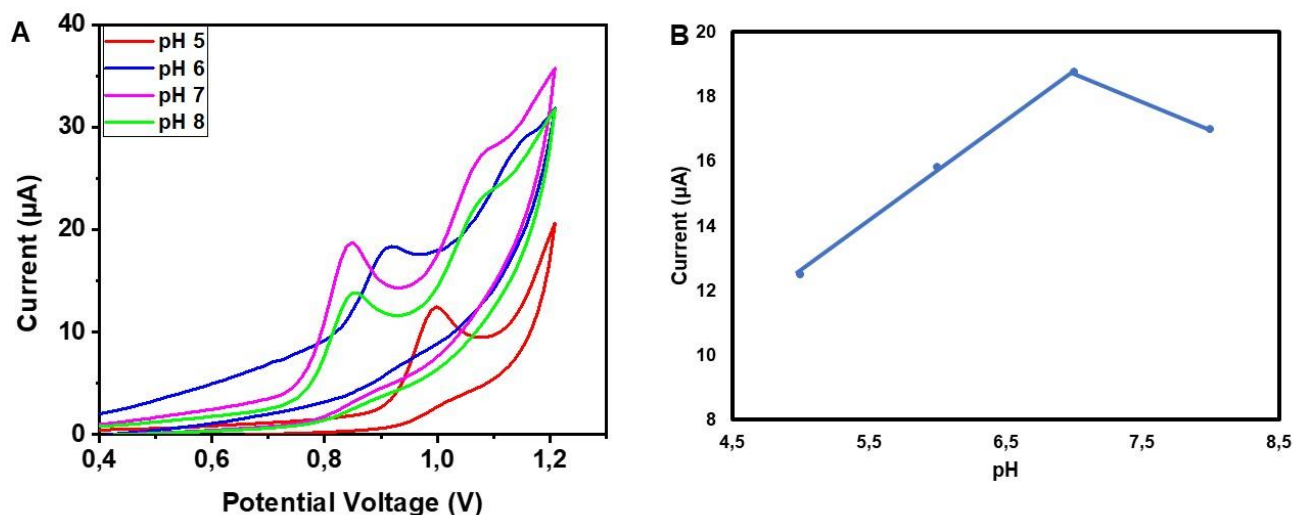 A
pH 5
pH 6
pH 7
pH 8
40
30
20
10
0
Current (µA)
0,4
0,6
0,8
1,0
1,2
Potential Voltage (V)
B
20
18
16
14
12
10
8
Current (µA)
4,5
5,5
6,5
7,5
8,5
pH